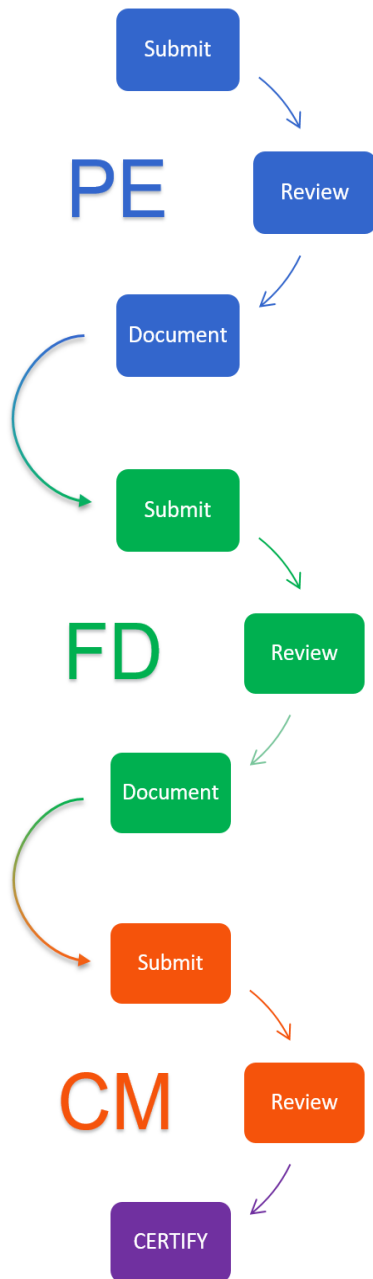 Submit
PE
Review
Document
Submit
FD
Review
Document
Submit
CM
Review
CERTIFY